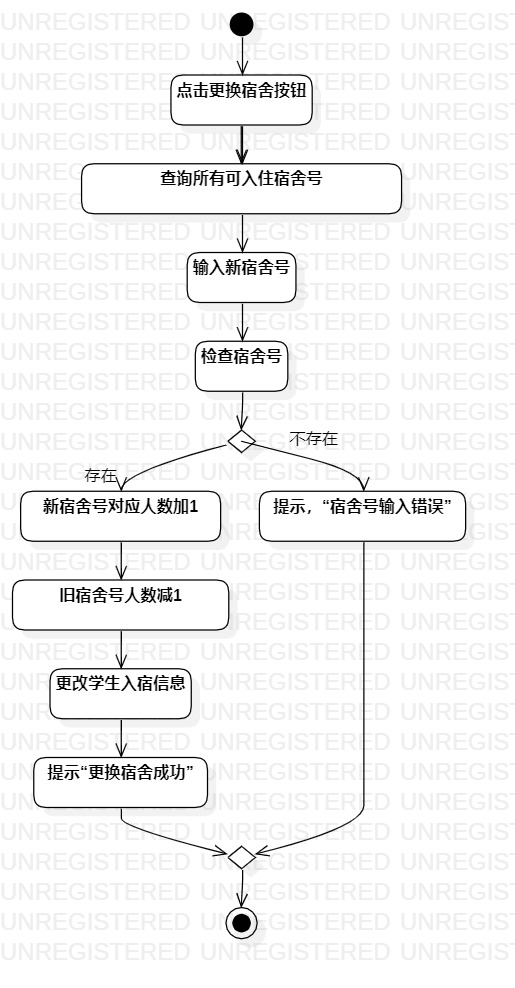 点击更换宿舍按钮
查询所有可入住宿舍号
输入新宿舍号
检查宿舍号
不存在
存在
新宿舍号对应人数加1
提示，“宿舍号输入错误”
旧宿舍号人数减1
更改学生入宿信息
提示“更换宿舍成功”